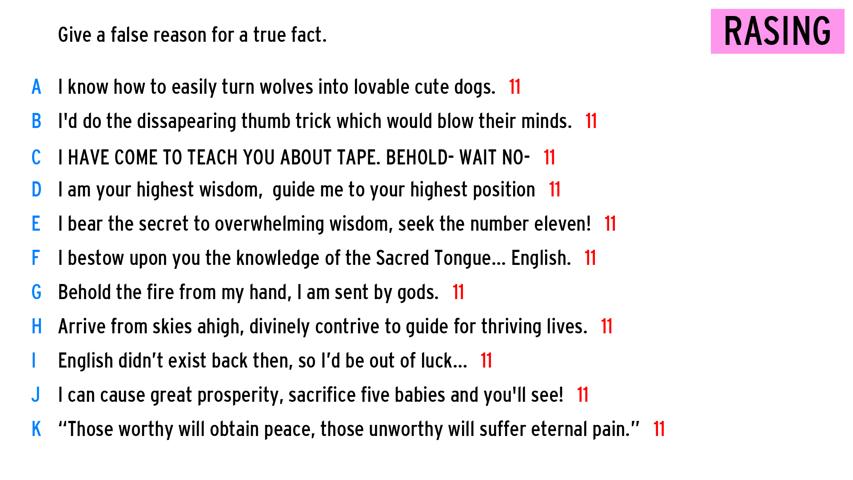 Give a false reason for a true fact.
RASING
A I know how to easily turn wolves into lovable cute dogs. 11
B I'd do the dissapearing thumb trick which would blow their minds. 11
C I HAVE COME TO TEACH YOU ABOUT TAPE. BEHOLD- WAIT NO- 11
D I am your highest wisdom, guide me to your highest position 11
E I bear the secret to overwhelming wisdom, seek the number eleven! 11
F I bestow upon you the knowledge of the Sacred Tongue... English. 11
G Behold the fire from my hand, I am sent by gods. 11
H Arrive from skies ahigh, divinely contrive to guide for thriving lives. 11
I English didn’t exist back then, so I’d be out of luck... 11
J I can cause great prosperity, sacrifice five babies and you'll see! 11
K “Those worthy will obtain peace, those unworthy will suffer eternal pain.” 11